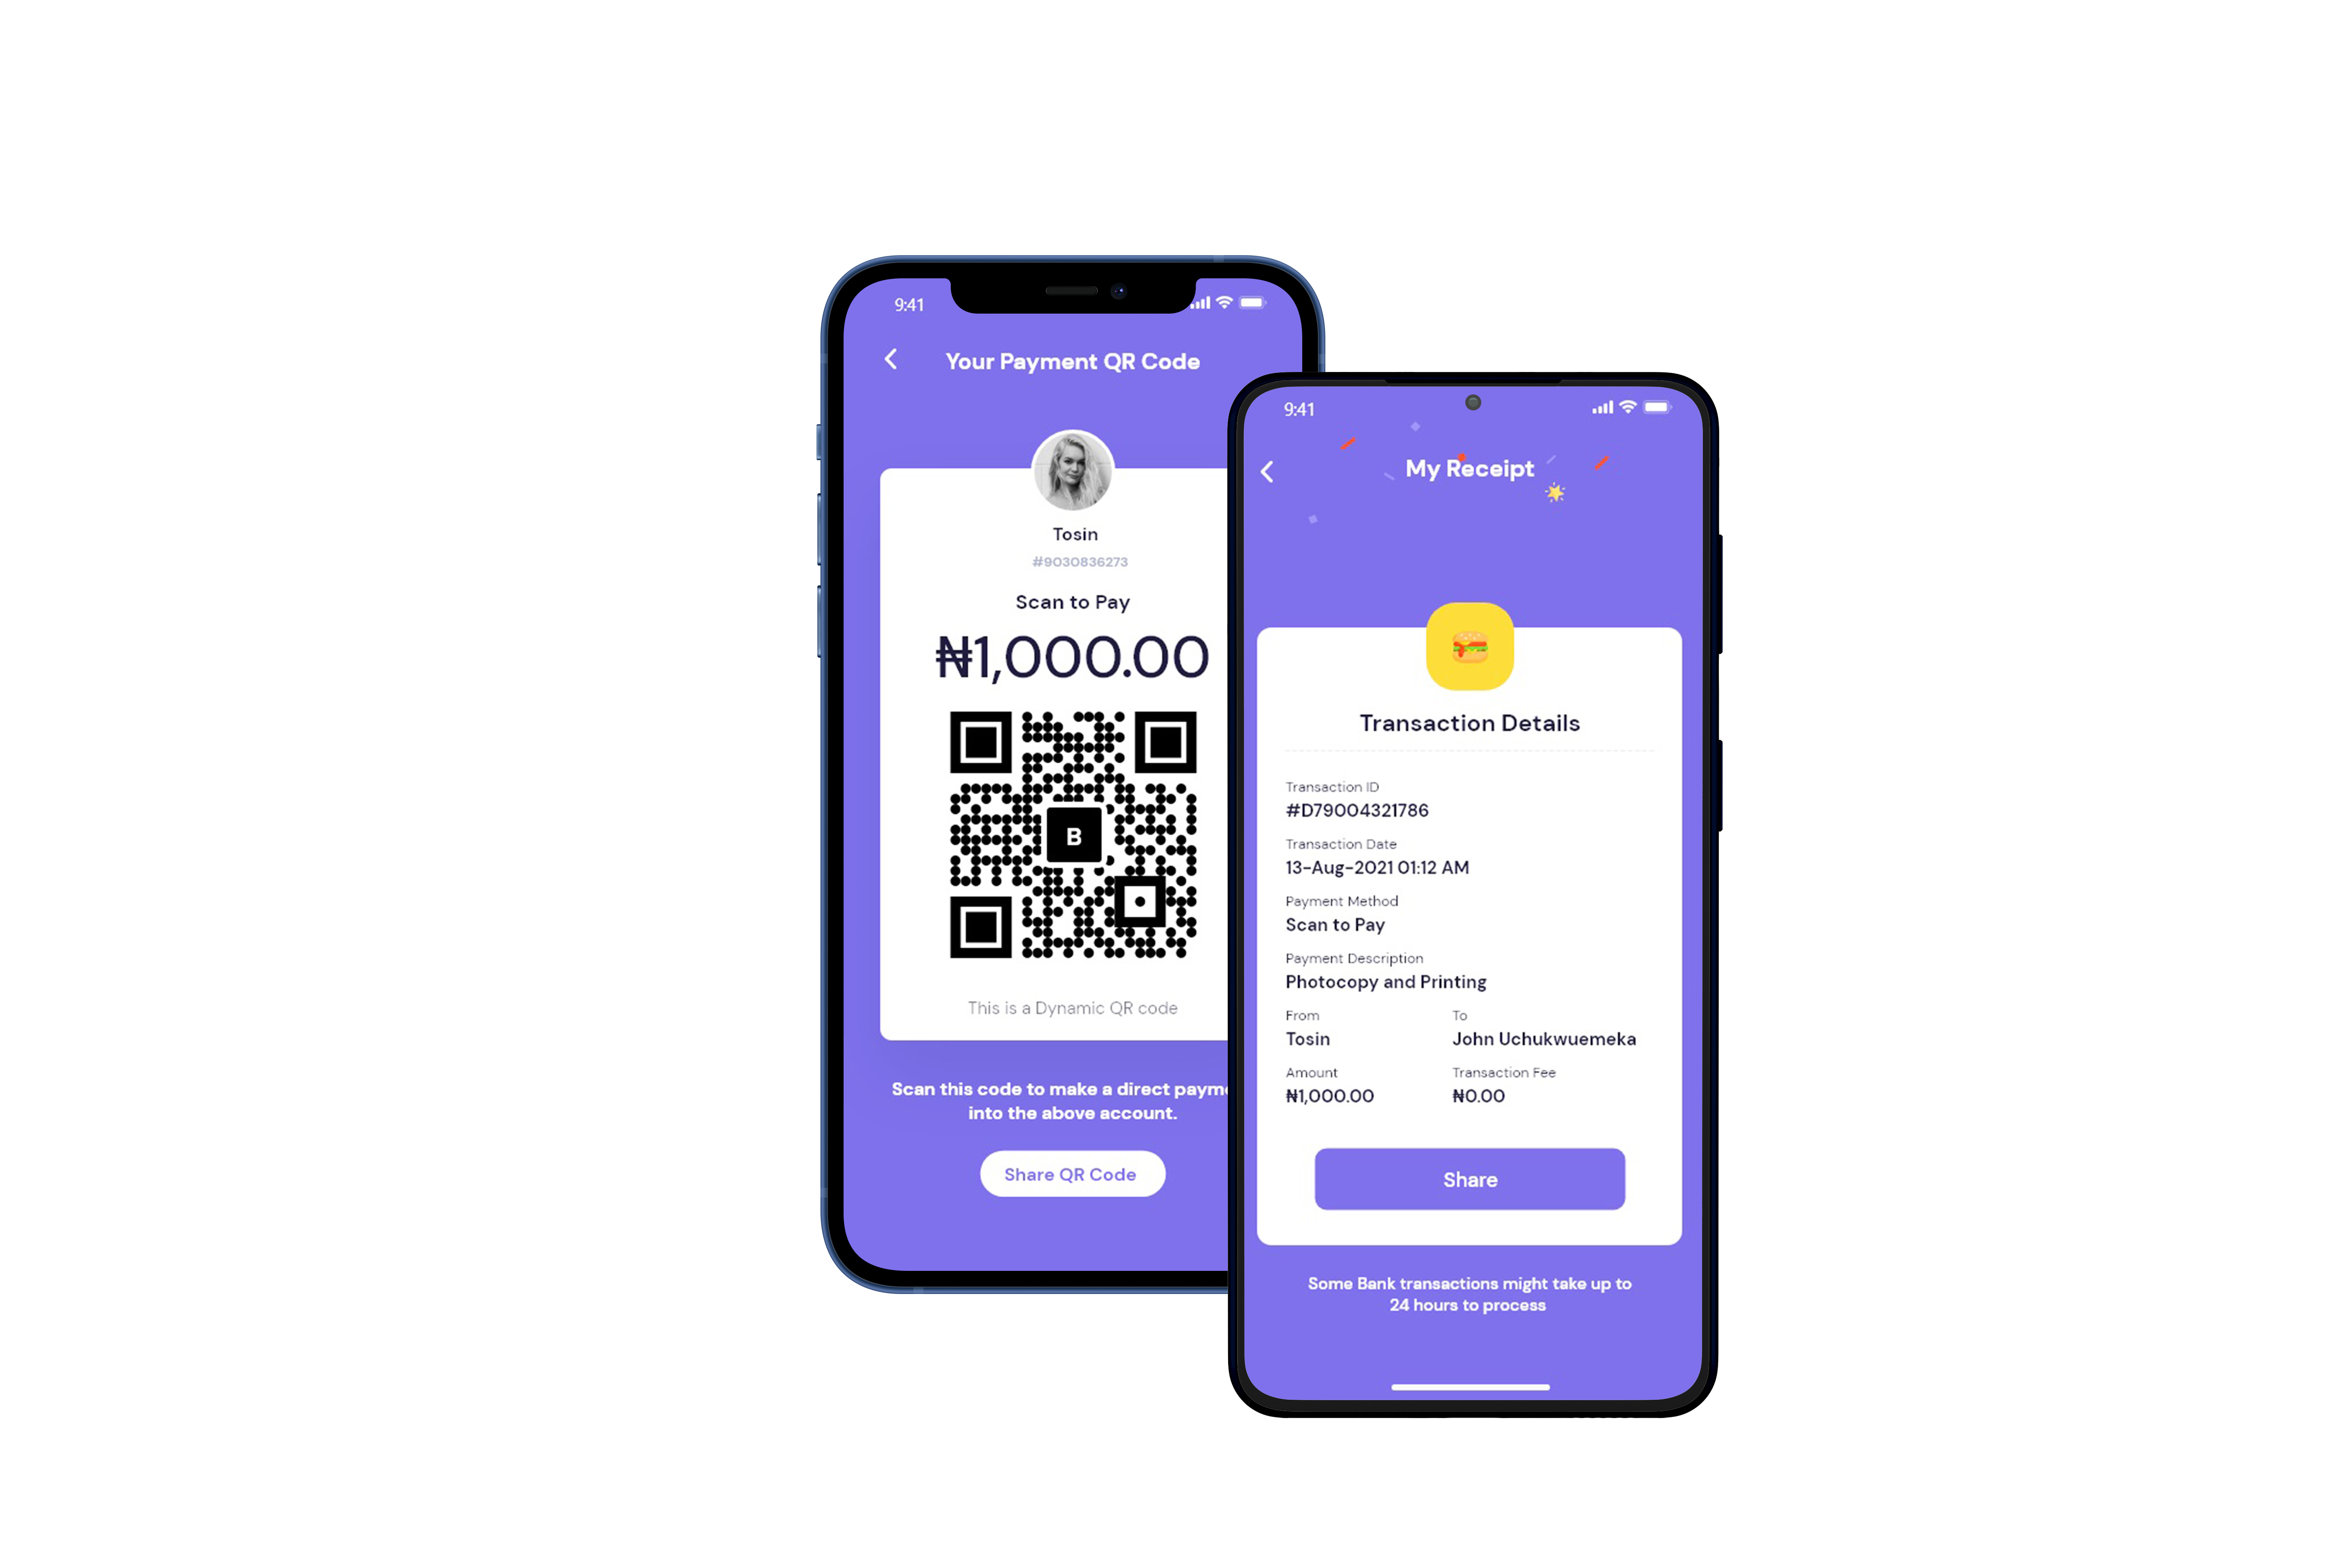 9:41
Your Payment QR Code
Tosin
#9030836273
Scan to Pay
₦1,000.00
B
This is a Dynamic QR code
Scan this code to make a direct
into the above account.
Share QR Code
9:41
My Receipt
Transaction Details
Transaction ID
#D79004321786
Transaction Date
13-Aug-2021 01:12 AM
Payment Method
Scan to Pay
Payment Description
Photocopy and Printing
From To
Tosin John Uchukwuemeka
Amount Transaction Fee
₦1,000.00 ₦0.00
Share
Some Bank transactions might take up to
24 hours to process